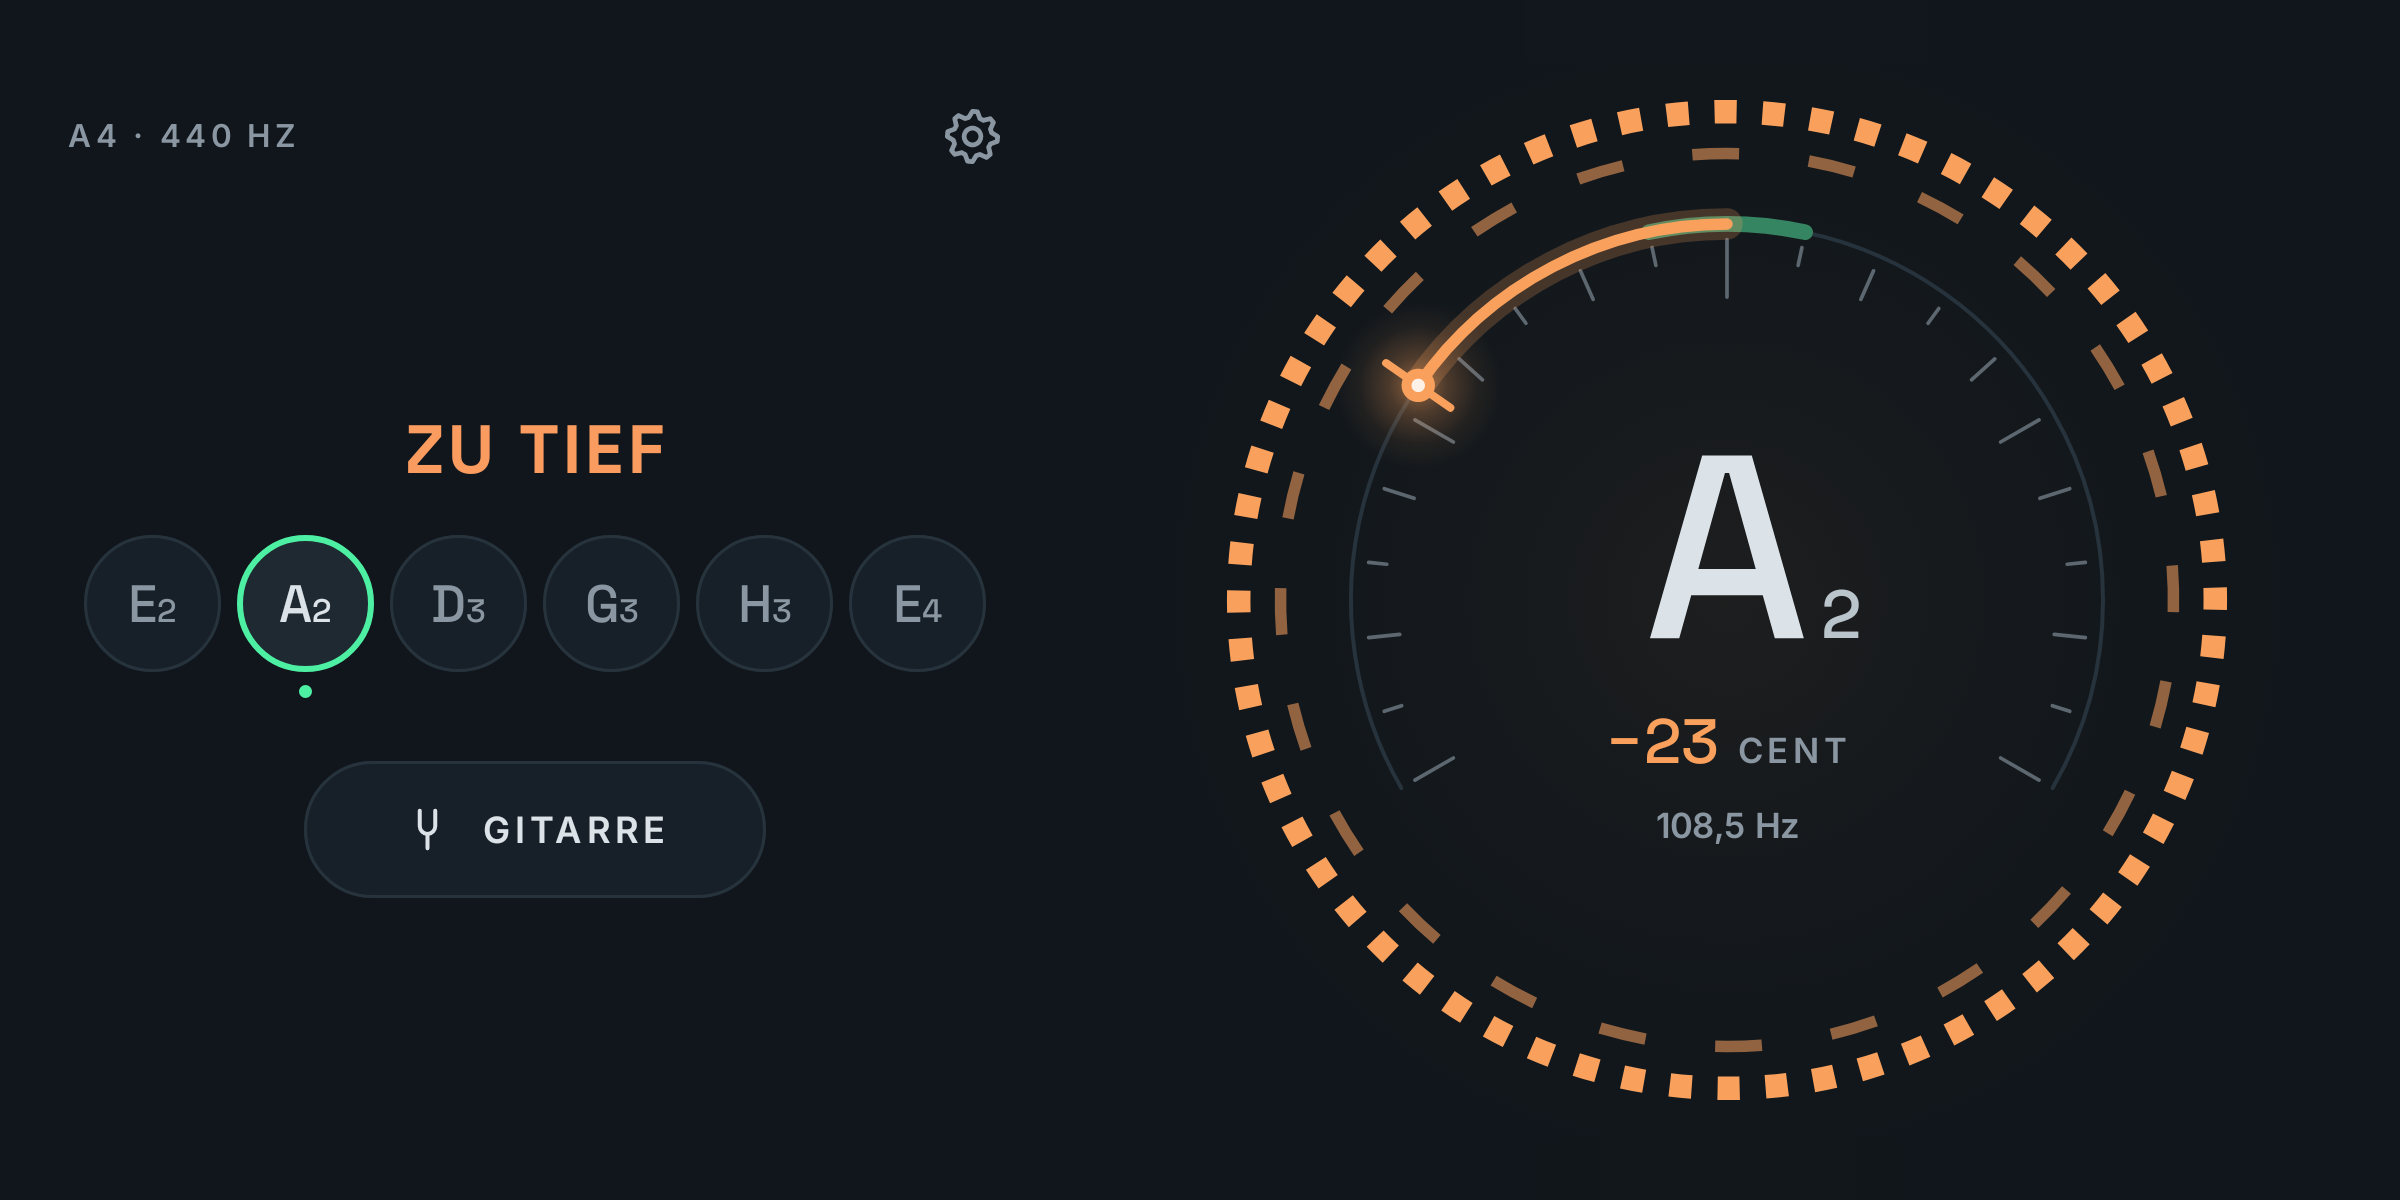 A4 · 440 HZ
ZU TIEF
E2 A2 D3 G3 H3 E4
GITARRE
A2
−23 CENT
108,5 Hz